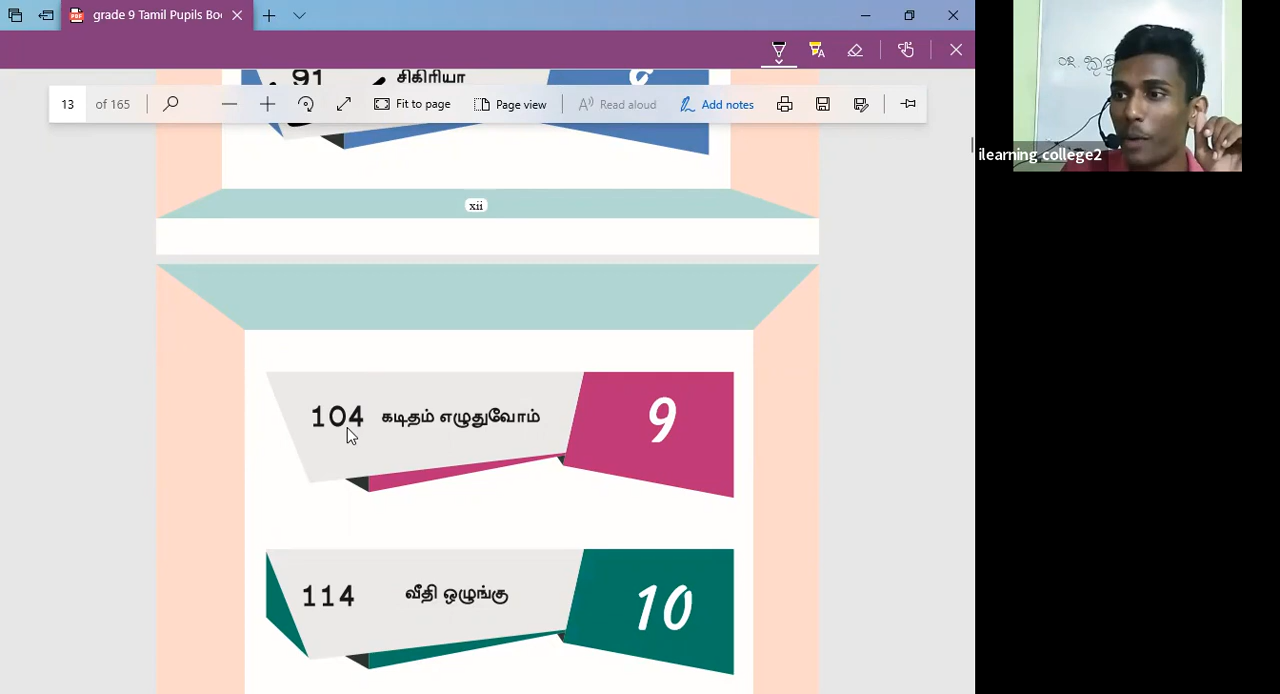 grade 9 Tamil Pupils Boo
13 of 165
Fit to page
Page view
Read aloud
Add notes
91 சிகிரியா
xii
104 கடிதம் எழுதுவோம் 9
114 வீதி ஒழுங்கு 10
ilearning college2